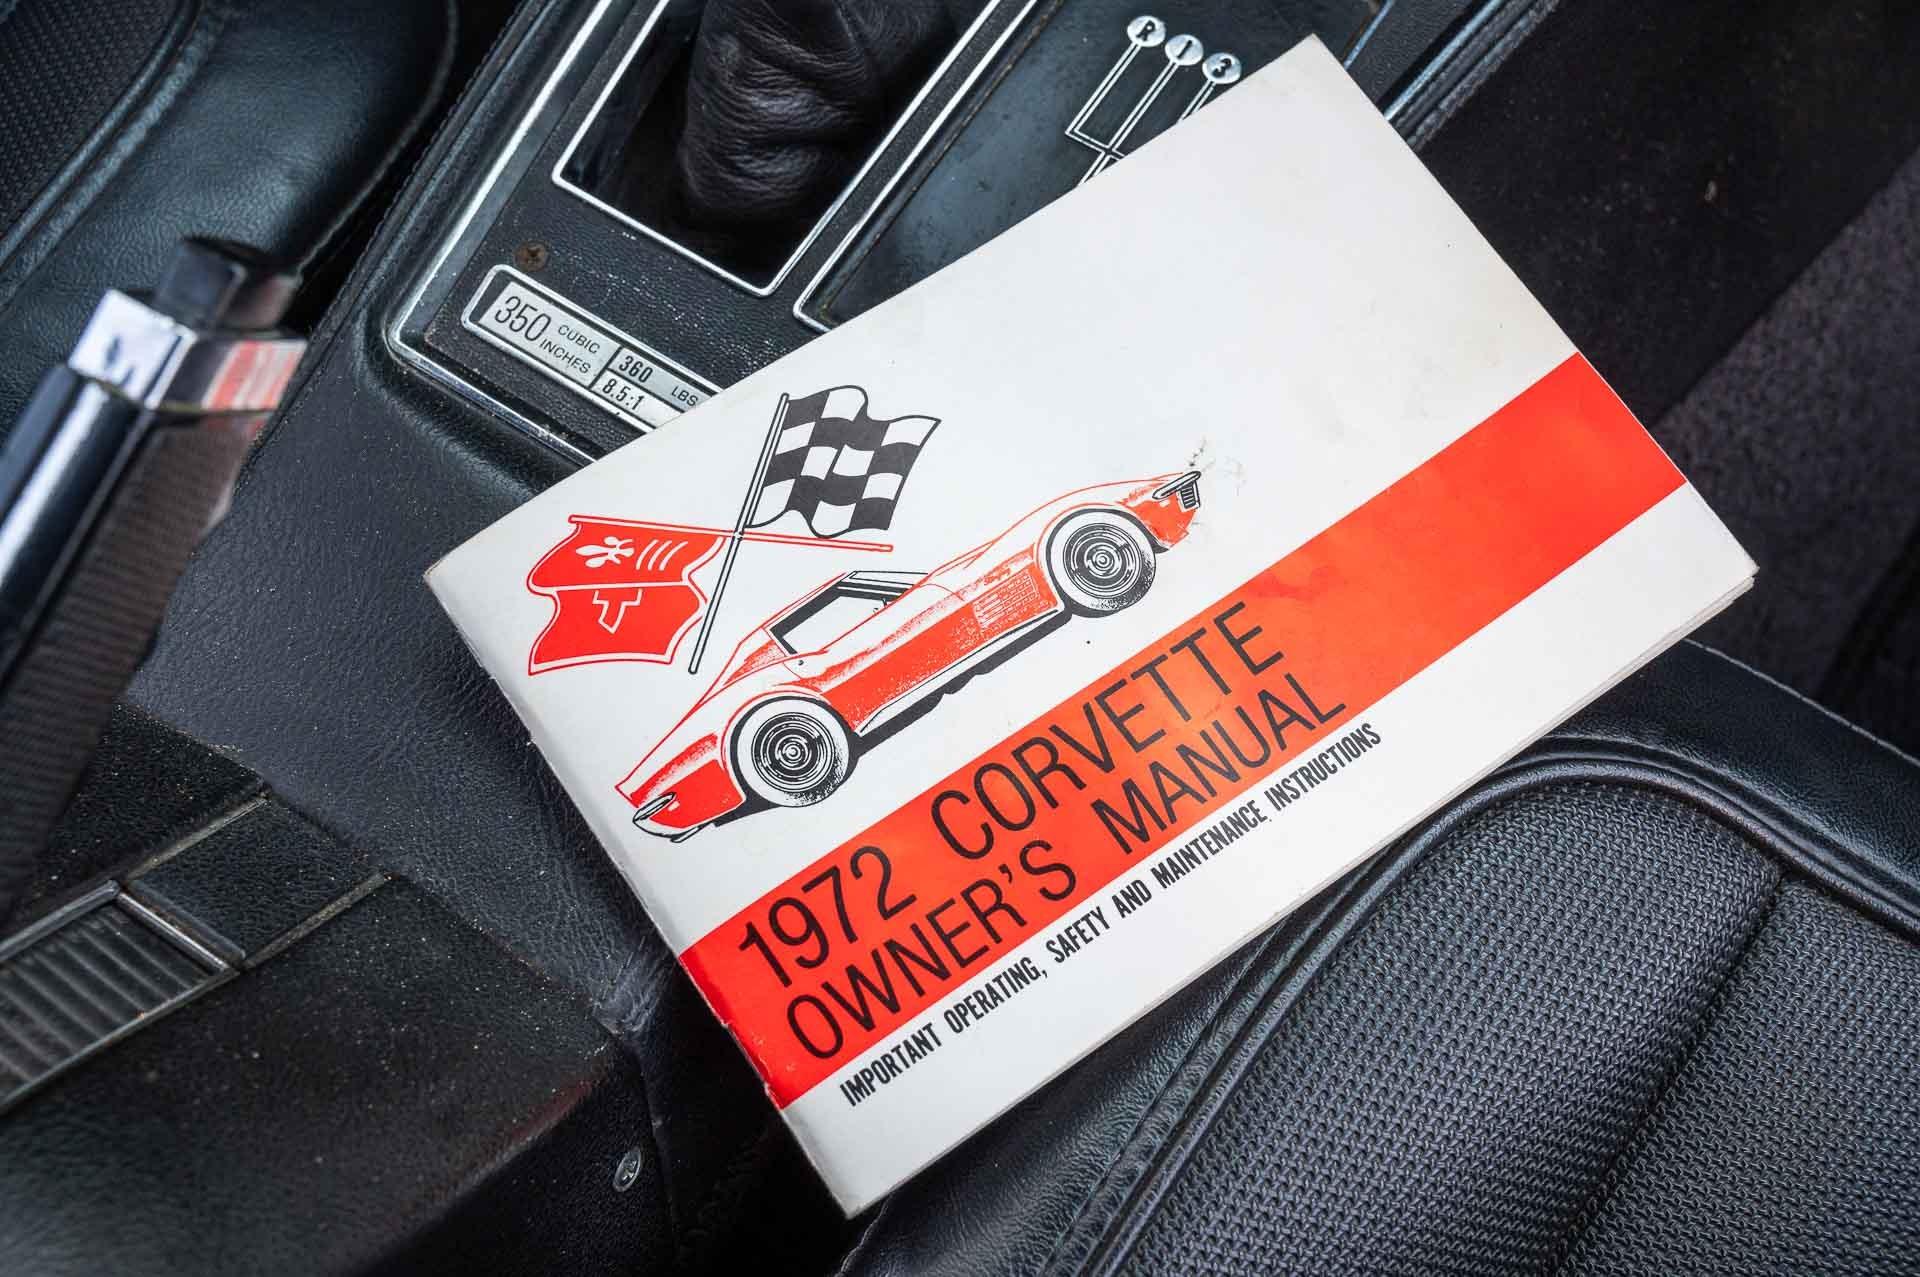 R 1 3
350 CUBIC INCHES
360 LBS
8.5:1
1972 CORVETTE
OWNER'S MANUAL
IMPORTANT OPERATING, SAFETY AND MAINTENANCE INSTRUCTIONS